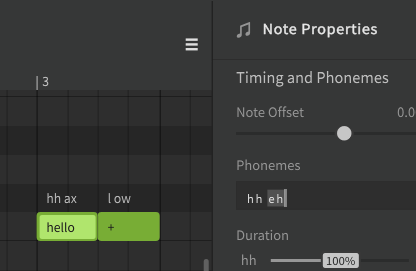 3
hh ax l ow
hello +
Note Properties
Timing and Phonemes
Note Offset 0.0
Phonemes
hh eh
Duration
hh 100%